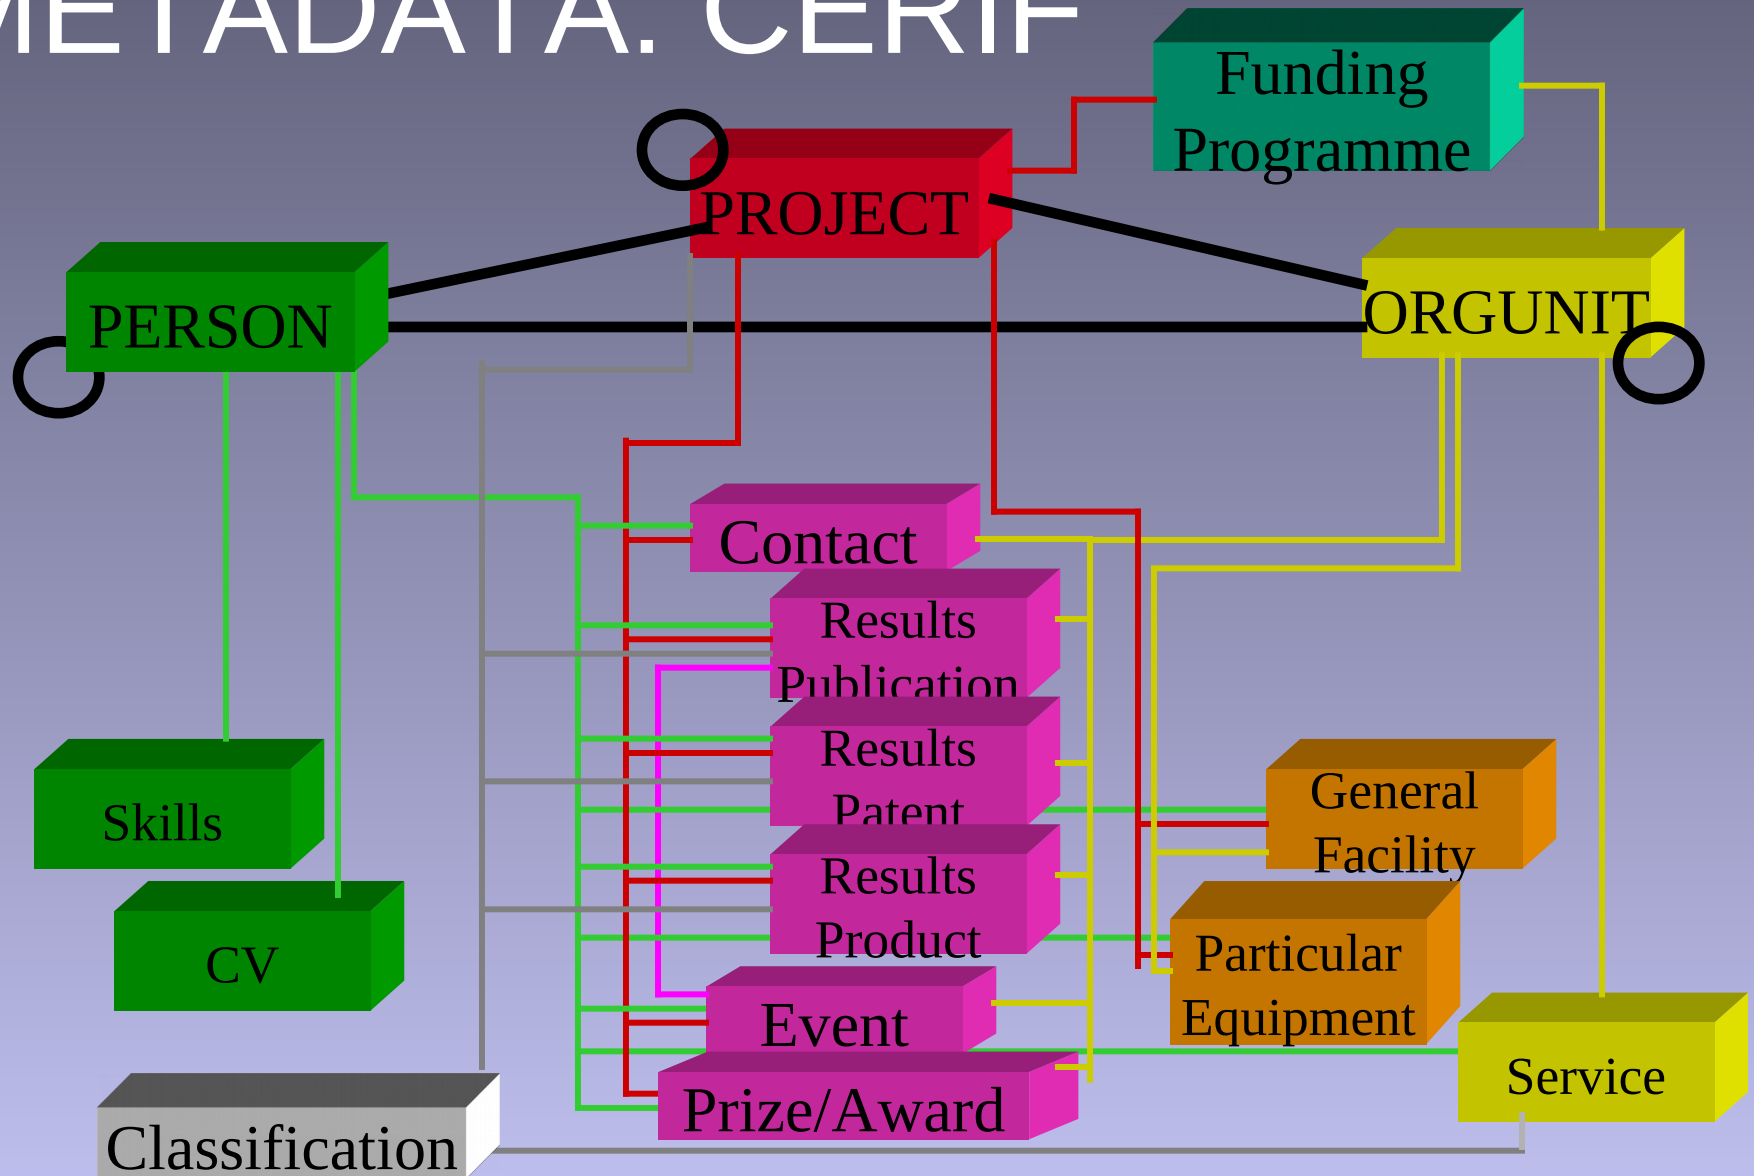 METADATA: CERIF
Funding
Programme
PROJECT
PERSON
ORGUNIT
Contact
Results
Publication
Results
Patent
General
Facility
Skills
Results
Product
Particular
Equipment
CV
Event
Service
Prize/Award
Classification